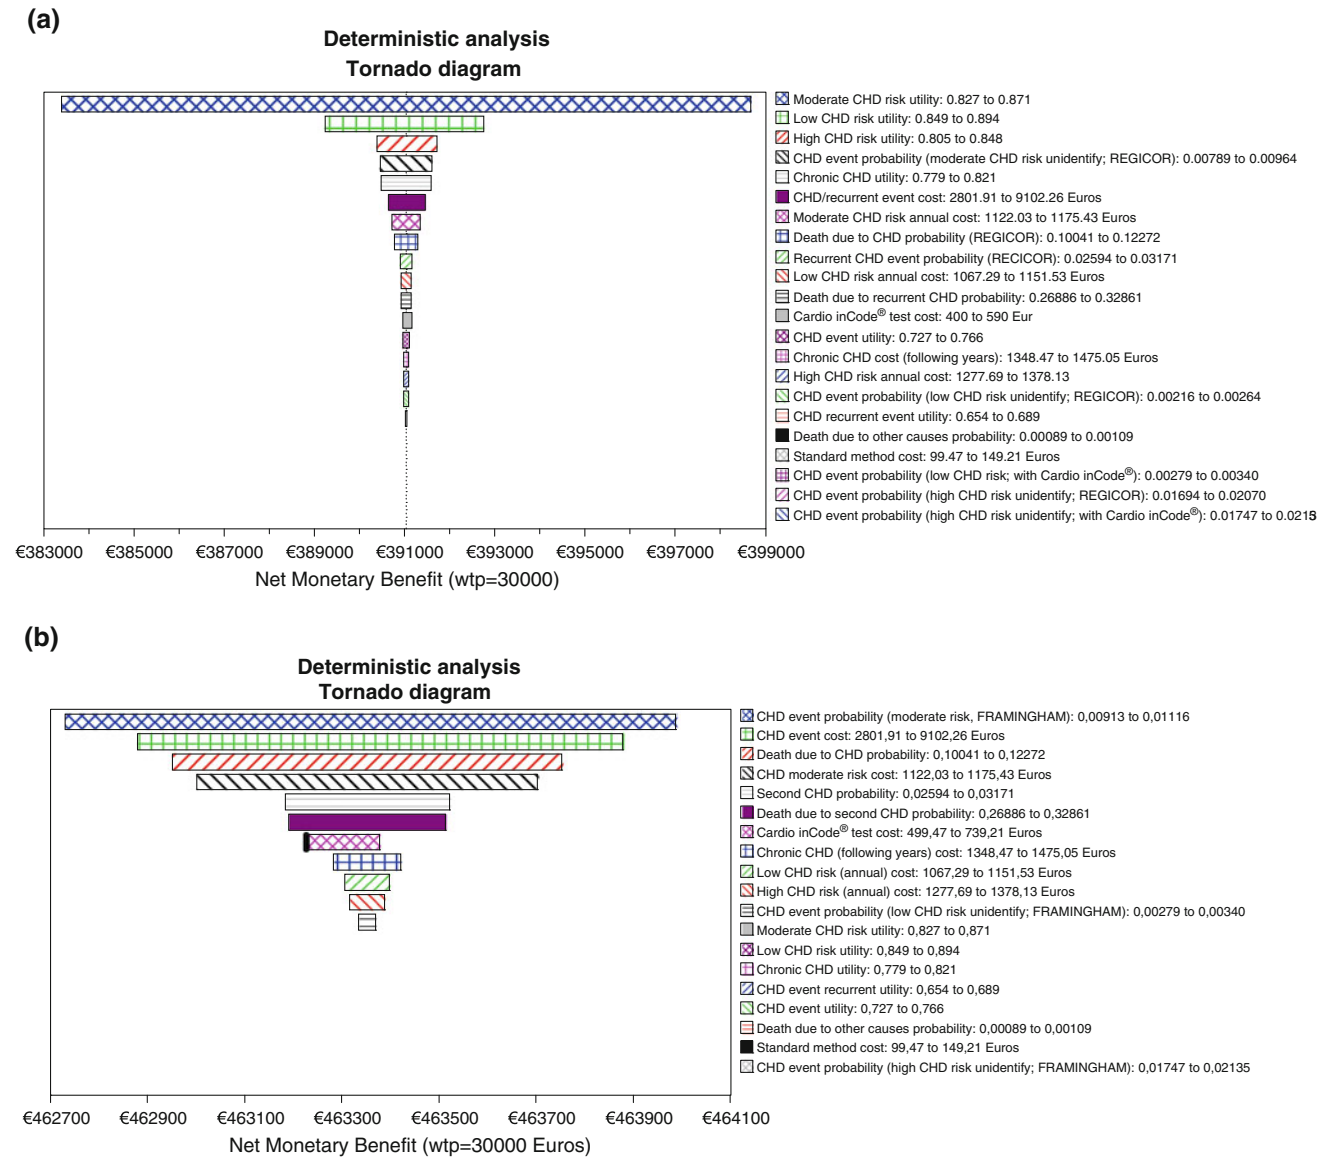 (a)
Deterministic analysis
Tornado diagram
Moderate CHD risk utility: 0.827 to 0.871
Low CHD risk utility: 0.849 to 0.894
High CHD risk utility: 0.805 to 0.848
CHD event probability (moderate CHD risk unidentify; REGICOR): 0.00789 to 0.00964
Chronic CHD utility: 0.779 to 0.821
CHD/recurrent event cost: 2801.91 to 9102.26 Euros
Moderate CHD risk annual cost: 1122.03 to 1175.43 Euros
Death due to CHD probability (REGICOR): 0.10041 to 0.12272
Recurrent CHD event probability (RECICOR): 0.02594 to 0.03171
Low CHD risk annual cost: 1067.29 to 1151.53 Euros
Death due to recurrent CHD probability: 0.26886 to 0.32861
Cardio inCode® test cost: 400 to 590 Eur
CHD event utility: 0.727 to 0.766
Chronic CHD cost (following years): 1348.47 to 1475.05 Euros
High CHD risk annual cost: 1277.69 to 1378.13
CHD event probability (low CHD risk unidentify; REGICOR): 0.00216 to 0.00264
CHD recurrent event utility: 0.654 to 0.689
Death due to other causes probability: 0.00089 to 0.00109
Standard method cost: 99.47 to 149.21 Euros
CHD event probability (low CHD risk; with Cardio inCode®): 0.00279 to 0.00340
CHD event probability (high CHD risk unidentify; REGICOR): 0.01694 to 0.02070
CHD event probability (high CHD risk unidentify; with Cardio inCode®): 0.01747 to
€383000 €385000 €387000 €389000 €391000 €393000 €395000 €397000 €399000
Net Monetary Benefit (wtp=30000)
(b)
Deterministic analysis
Tornado diagram
CHD event probability (moderate risk, FRAMINGHAM): 0,00913 to 0,01116
CHD event cost: 2801,91 to 9102,26 Euros
Death due to CHD probability: 0,10041 to 0,12272
CHD moderate risk cost: 1122,03 to 1175,43 Euros
Second CHD probability: 0,02594 to 0,03171
Death due to second CHD probability: 0,26886 to 0,32861
Cardio inCode® test cost: 499,47 to 739,21 Euros
Chronic CHD (following years) cost: 1348,47 to 1475,05 Euros
Low CHD risk (annual) cost: 1067,29 to 1151,53 Euros
High CHD risk (annual) cost: 1277,69 to 1378,13 Euros
CHD event probability (low CHD risk unidentify; FRAMINGHAM): 0,00279 to 0,00340
Moderate CHD risk utility: 0,827 to 0,871
Low CHD risk utility: 0,849 to 0,894
Chronic CHD utility: 0,779 to 0,821
CHD event recurrent utility: 0,654 to 0,689
CHD event utility: 0,727 to 0,766
Death due to other causes probability: 0,00089 to 0,00109
Standard method cost: 99,47 to 149,21 Euros
CHD event probability (high CHD risk unidentify; FRAMINGHAM): 0,01747 to 0,02135
€462700 €462900 €463100 €463300 €463500 €463700 €463900 €464100
Net Monetary Benefit (wtp=30000 Euros)